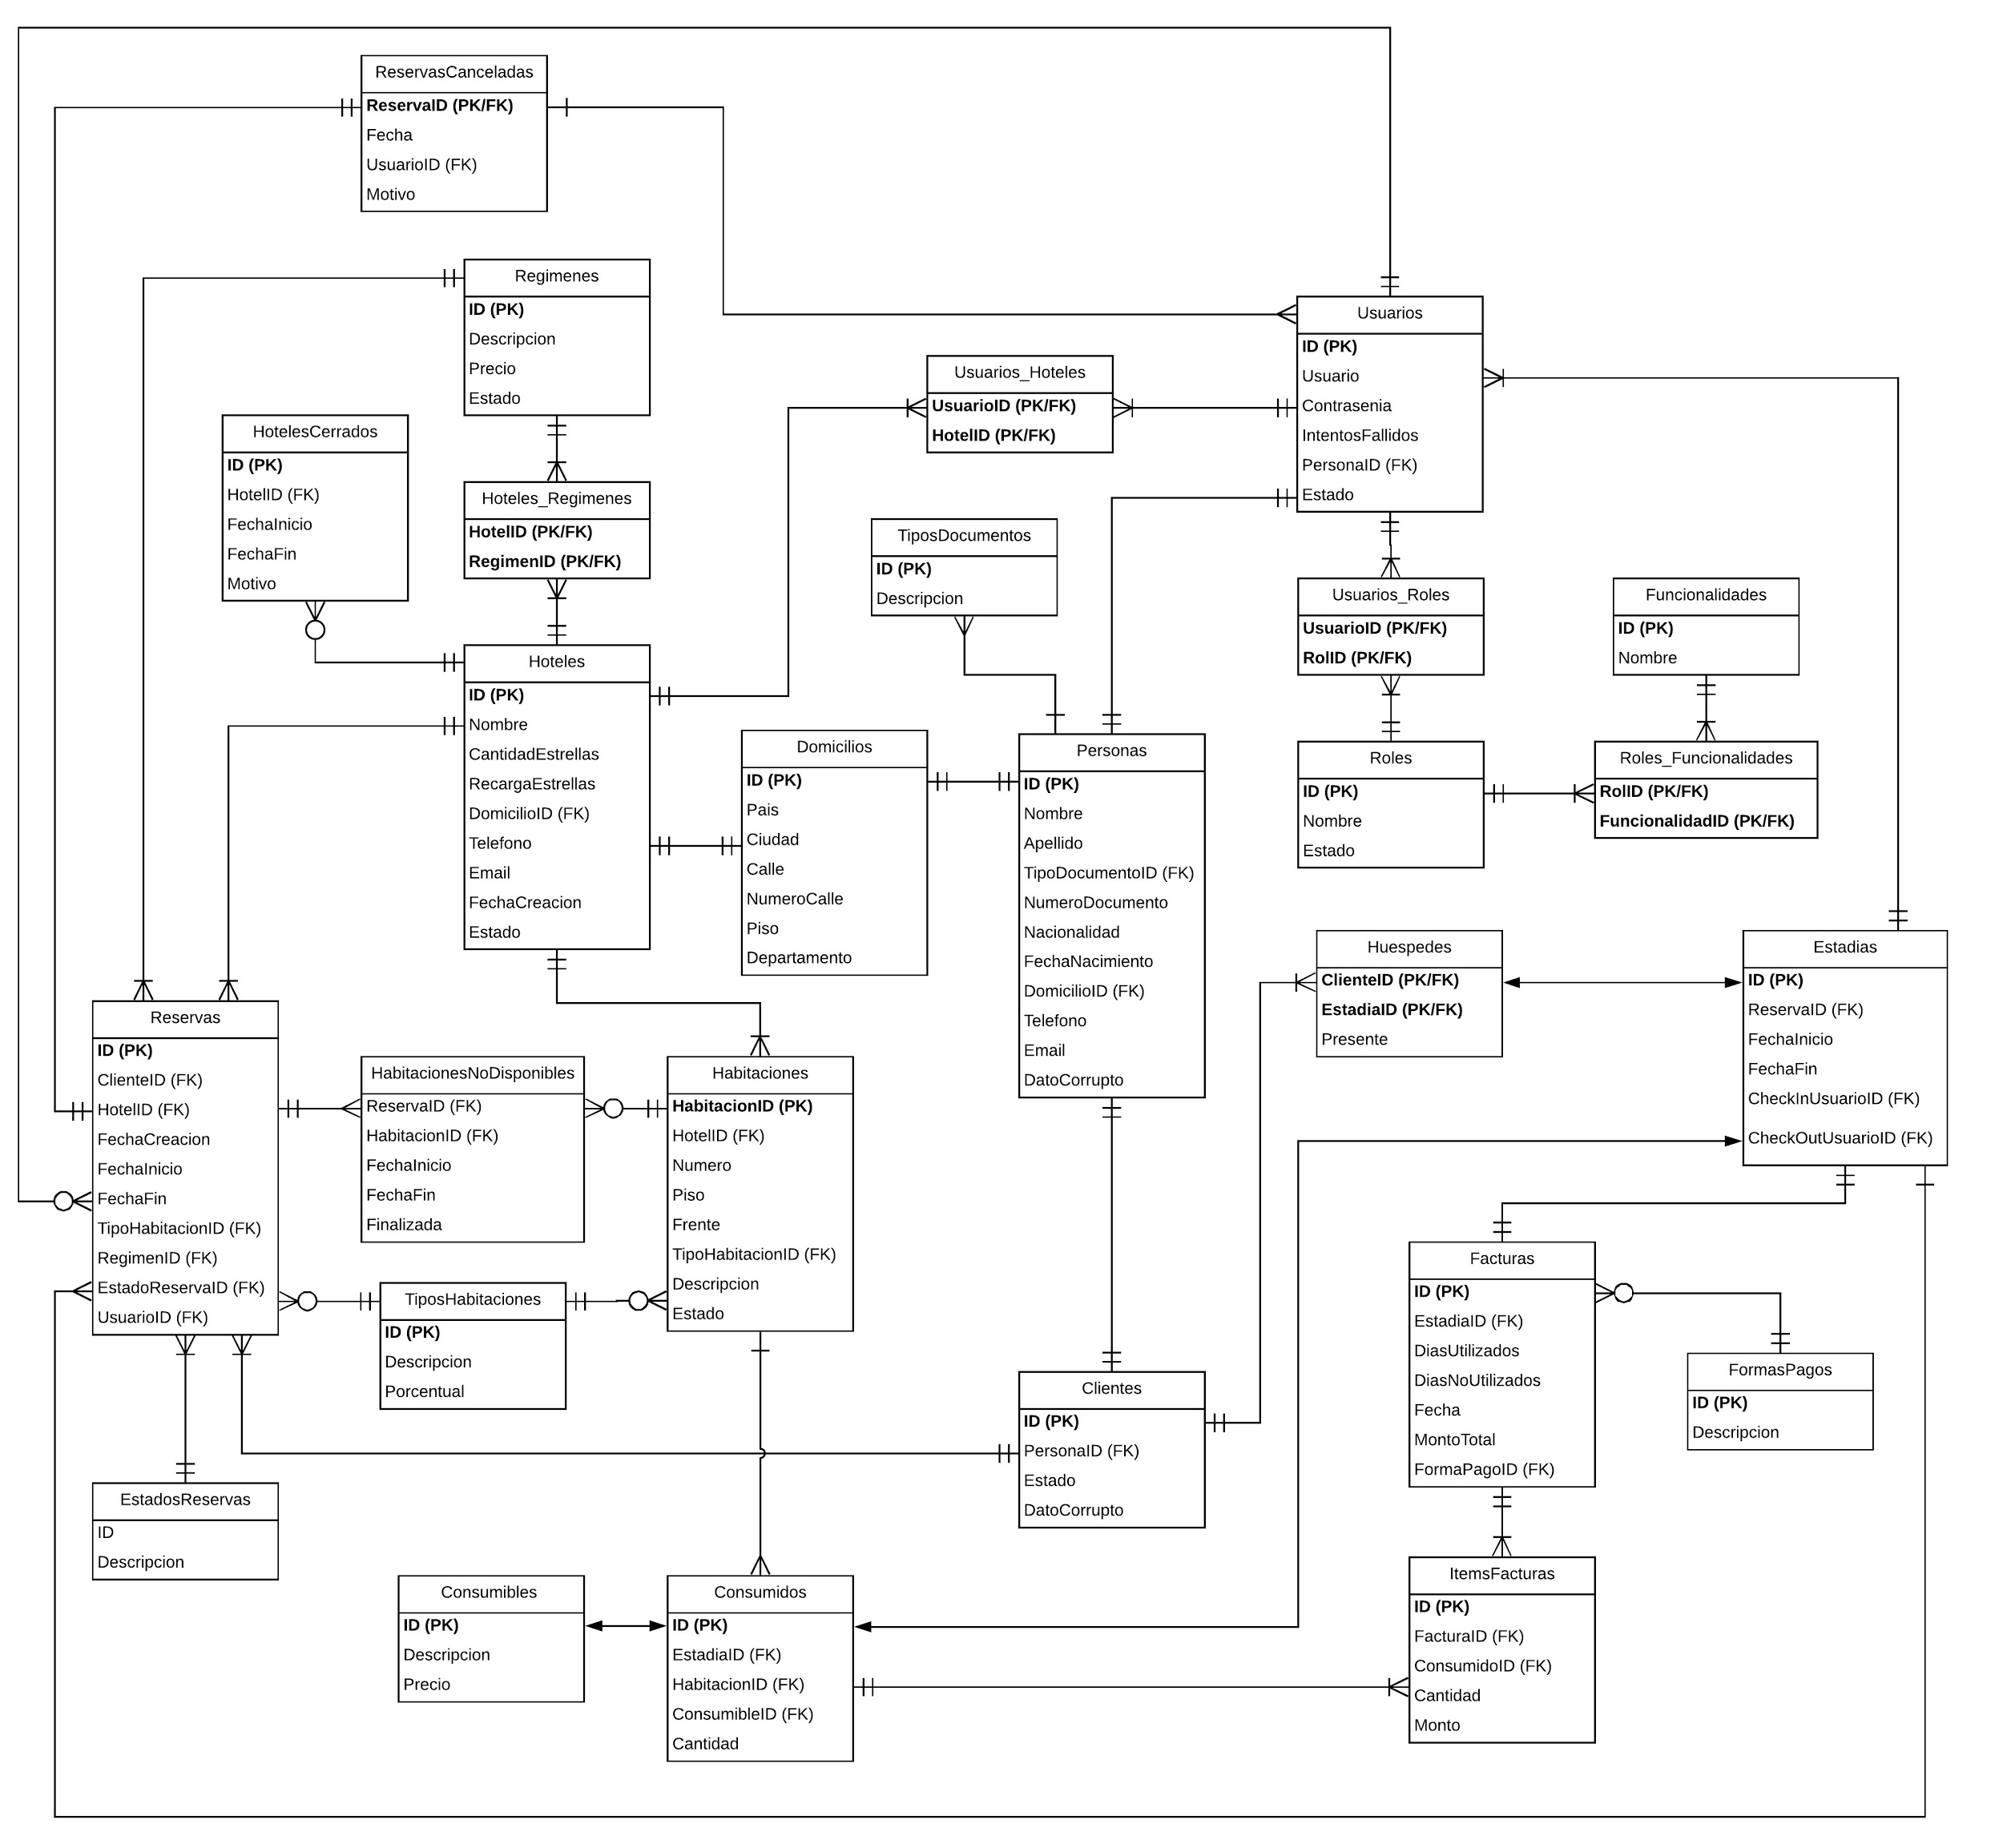 ReservasCanceladas
ReservaID (PK/FK)
Fecha
UsuarioID (FK)
Motivo
Regimenes
ID (PK)
Descripcion
Precio
Estado
Usuarios
ID (PK)
Usuario
Contrasenia
IntentosFallidos
PersonaID (FK)
Estado
Usuarios_Hoteles
UsuarioID (PK/FK)
HotelID (PK/FK)
HotelesCerrados
ID (PK)
HotelID (FK)
FechaInicio
FechaFin
Motivo
Hoteles_Regimenes
HotelID (PK/FK)
RegimenID (PK/FK)
TiposDocumentos
ID (PK)
Descripcion
Usuarios_Roles
UsuarioID (PK/FK)
RolID (PK/FK)
Funcionalidades
ID (PK)
Nombre
Hoteles
ID (PK)
Nombre
CantidadEstrellas
RecargaEstrellas
DomicilioID (FK)
Telefono
Email
FechaCreacion
Estado
Domicilios
ID (PK)
Pais
Ciudad
Calle
NumeroCalle
Piso
Departamento
Personas
ID (PK)
Nombre
Apellido
TipoDocumentoID (FK)
NumeroDocumento
Nacionalidad
FechaNacimiento
DomicilioID (FK)
Telefono
Email
DatoCorrupto
Roles
ID (PK)
Nombre
Estado
Roles_Funcionalidades
RolID (PK/FK)
FuncionalidadID (PK/FK)
Huespedes
ClienteID (PK/FK)
EstadiaID (PK/FK)
Presente
Estadias
ID (PK)
ReservaID (FK)
FechaInicio
FechaFin
CheckInUsuarioID (FK)
CheckOutUsuarioID (FK)
Reservas
ID (PK)
ClienteID (FK)
HotelID (FK)
FechaCreacion
FechaInicio
FechaFin
TipoHabitacionID (FK)
RegimenID (FK)
EstadoReservaID (FK)
UsuarioID (FK)
HabitacionesNoDisponibles
ReservaID (FK)
HabitacionID (FK)
FechaInicio
FechaFin
Finalizada
Habitaciones
HabitacionID (PK)
HotelID (FK)
Numero
Piso
Frente
TipoHabitacionID (FK)
Descripcion
Estado
TiposHabitaciones
ID (PK)
Descripcion
Porcentual
Facturas
ID (PK)
EstadiaID (FK)
DiasUtilizados
DiasNoUtilizados
Fecha
MontoTotal
FormaPagoID (FK)
FormasPagos
ID (PK)
Descripcion
Clientes
ID (PK)
PersonaID (FK)
Estado
DatoCorrupto
EstadosReservas
ID
Descripcion
Consumibles
ID (PK)
Descripcion
Precio
Consumidos
ID (PK)
EstadiaID (FK)
HabitacionID (FK)
ConsumibleID (FK)
Cantidad
ItemsFacturas
ID (PK)
FacturaID (FK)
ConsumidoID (FK)
Cantidad
Monto